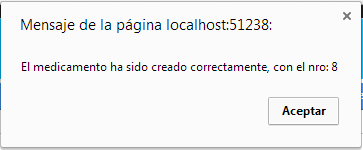 Mensaje de la página localhost:51238:
El medicamento ha sido creado correctamente, con el nro: 8
Aceptar